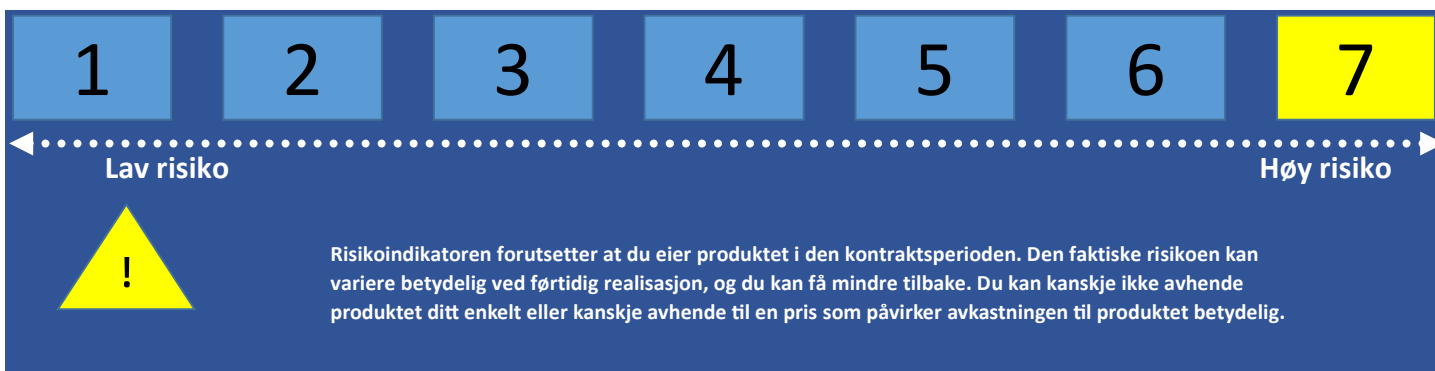 1 2 3 4 5 6 7
Lav risiko Høy risiko
!
Risikoindikatoren forutsetter at du eier produktet i den kontraktsperioden. Den faktiske risikoen kan
variere betydelig ved førtidig realisasjon, og du kan få mindre tilbake. Du kan kanskje ikke avhende
produktet ditt enkelt eller kanskje avhende til en pris som påvirker avkastningen til produktet betydelig.